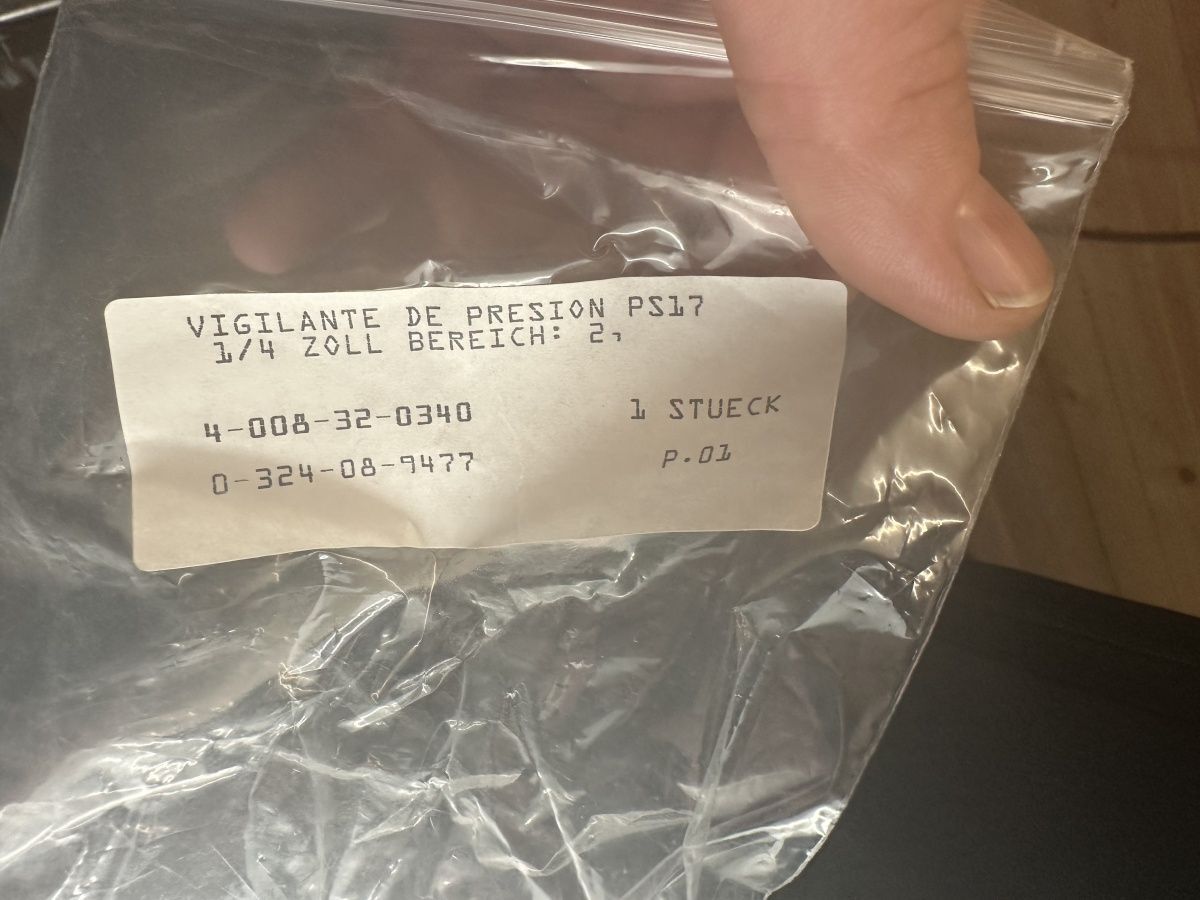 VIGILANTE DE PRESION PS17
1/4 ZOLL BEREICH: 2,
4-008-32-0340 1 STUECK
0-324-08-9477 P.01